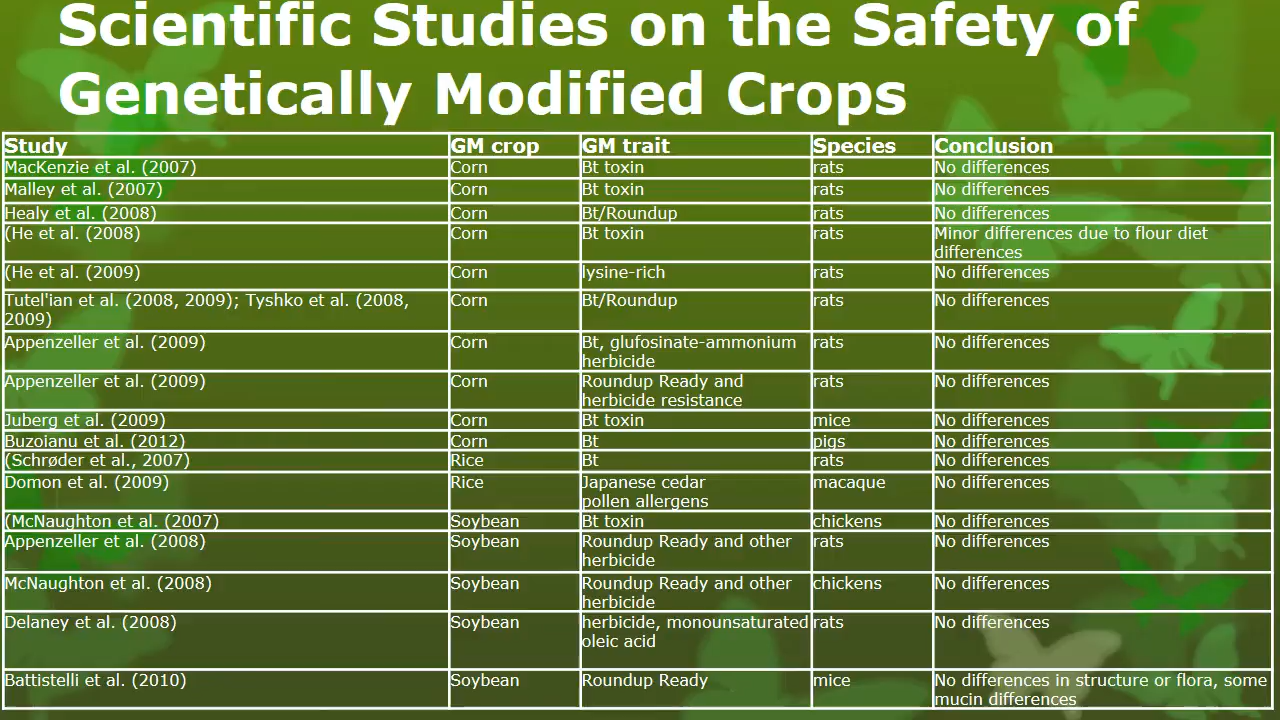 Scientific Studies on the Safety of
Genetically Modified Crops
Study GM crop GM trait Species Conclusion
MacKenzie et al. (2007) Corn Bt toxin rats No differences
Malley et al. (2007) Corn Bt toxin rats No differences
Healy et al. (2008) Corn Bt/Roundup rats No differences
(He et al. (2008) Corn Bt toxin rats Minor differences due to flour diet
differences
(He et al. (2009) Corn lysine-rich rats No differences
Tutel'ian et al. (2008, 2009); Tyshko et al. (2008, Corn Bt/Roundup rats No differences
2009)
Appenzeller et al. (2009) Corn Bt, glufosinate-ammonium rats No differences
herbicide
Appenzeller et al. (2009) Corn Roundup Ready and rats No differences
herbicide resistance
Juberg et al. (2009) Corn Bt toxin mice No differences
Buzoianu et al. (2012) Corn Bt pigs No differences
(Schrøder et al., 2007) Rice Bt rats No differences
Domon et al. (2009) Rice Japanese cedar macaque No differences
pollen allergens
(McNaughton et al. (2007) Soybean Bt toxin chickens No differences
Appenzeller et al. (2008) Soybean Roundup Ready and other rats No differences
herbicide
McNaughton et al. (2008) Soybean Roundup Ready and other chickens No differences
herbicide
Delaney et al. (2008) Soybean herbicide, monounsaturated rats No differences
oleic acid
Battistelli et al. (2010) Soybean Roundup Ready mice No differences in structure or flora, some
mucin differences